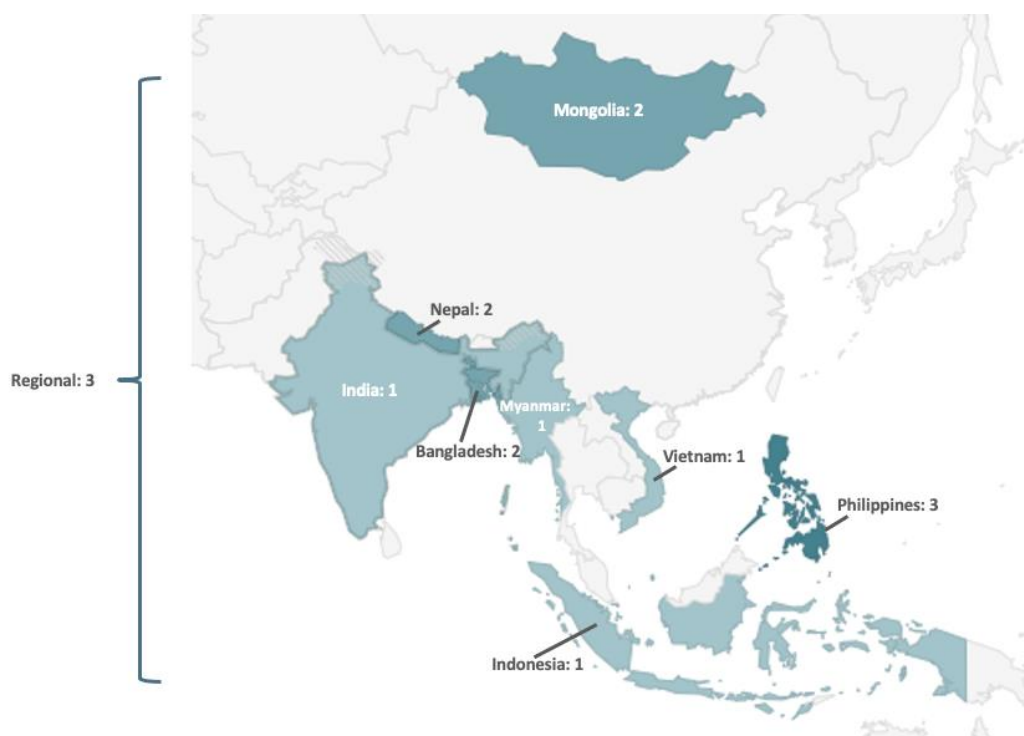 Mongolia: 2
Nepal: 2
Regional: 3
India: 1
Myanmar:
1
Bangladesh: 2
Vietnam: 1
Philippines: 3
Indonesia: 1